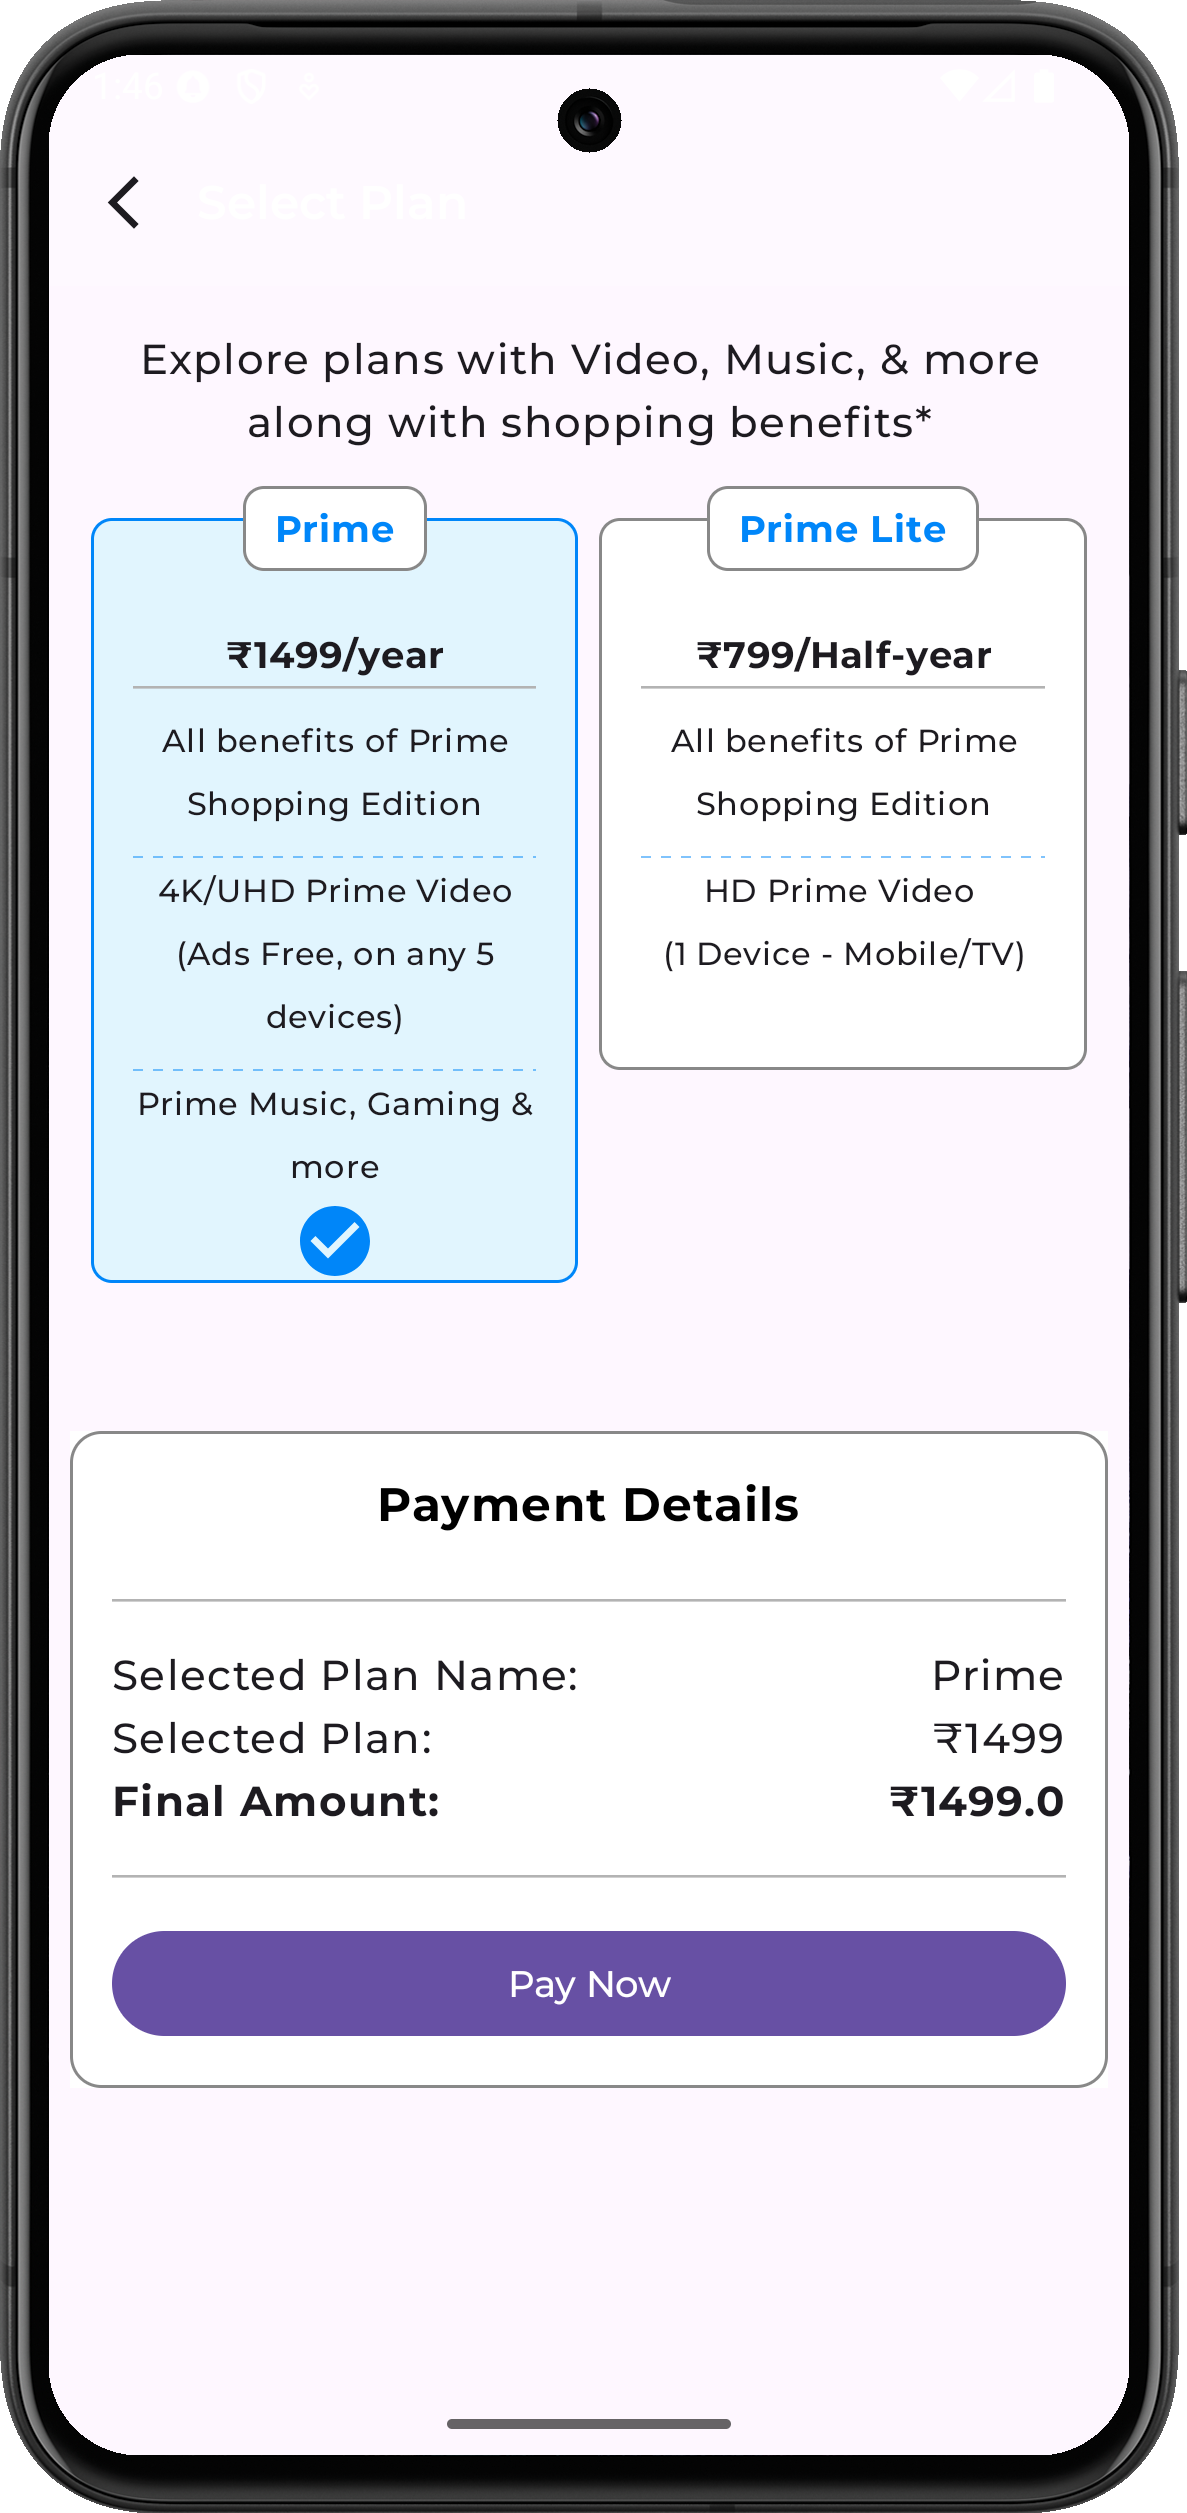 1:46
Select Plan
Explore plans with Video, Music, & more
along with shopping benefits*
Prime
₹1499/year
All benefits of Prime
Shopping Edition
4K/UHD Prime Video
(Ads Free, on any 5
devices)
Prime Music, Gaming &
more
Prime Lite
₹799/Half-year
All benefits of Prime
Shopping Edition
HD Prime Video
(1 Device - Mobile/TV)
Payment Details
Selected Plan Name: Prime
Selected Plan: ₹1499
Final Amount: ₹1499.0
Pay Now